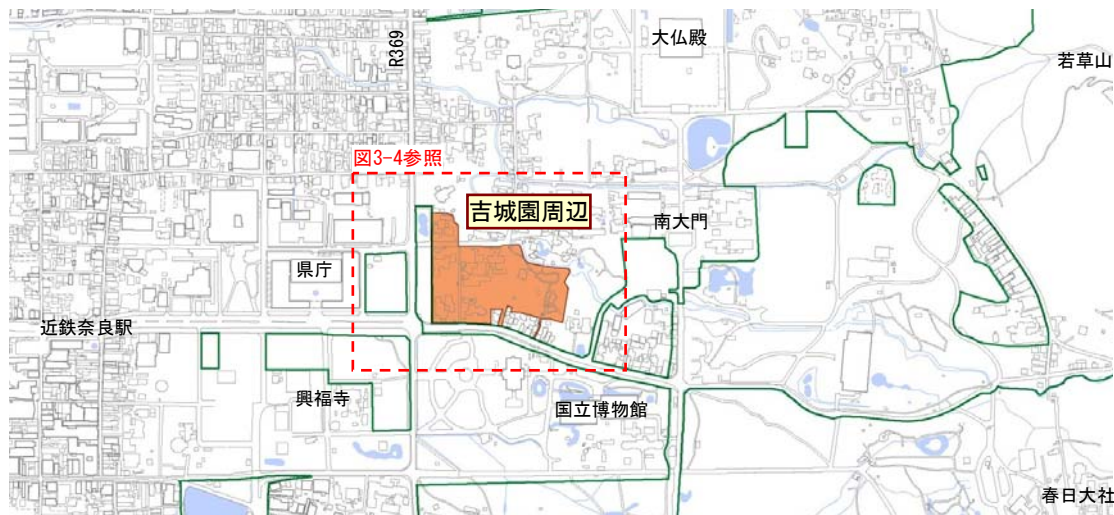 大仏殿
R369
若草山
図3-4参照
吉城園周辺
南大門
県庁
近鉄奈良駅
興福寺
国立博物館
春日大社